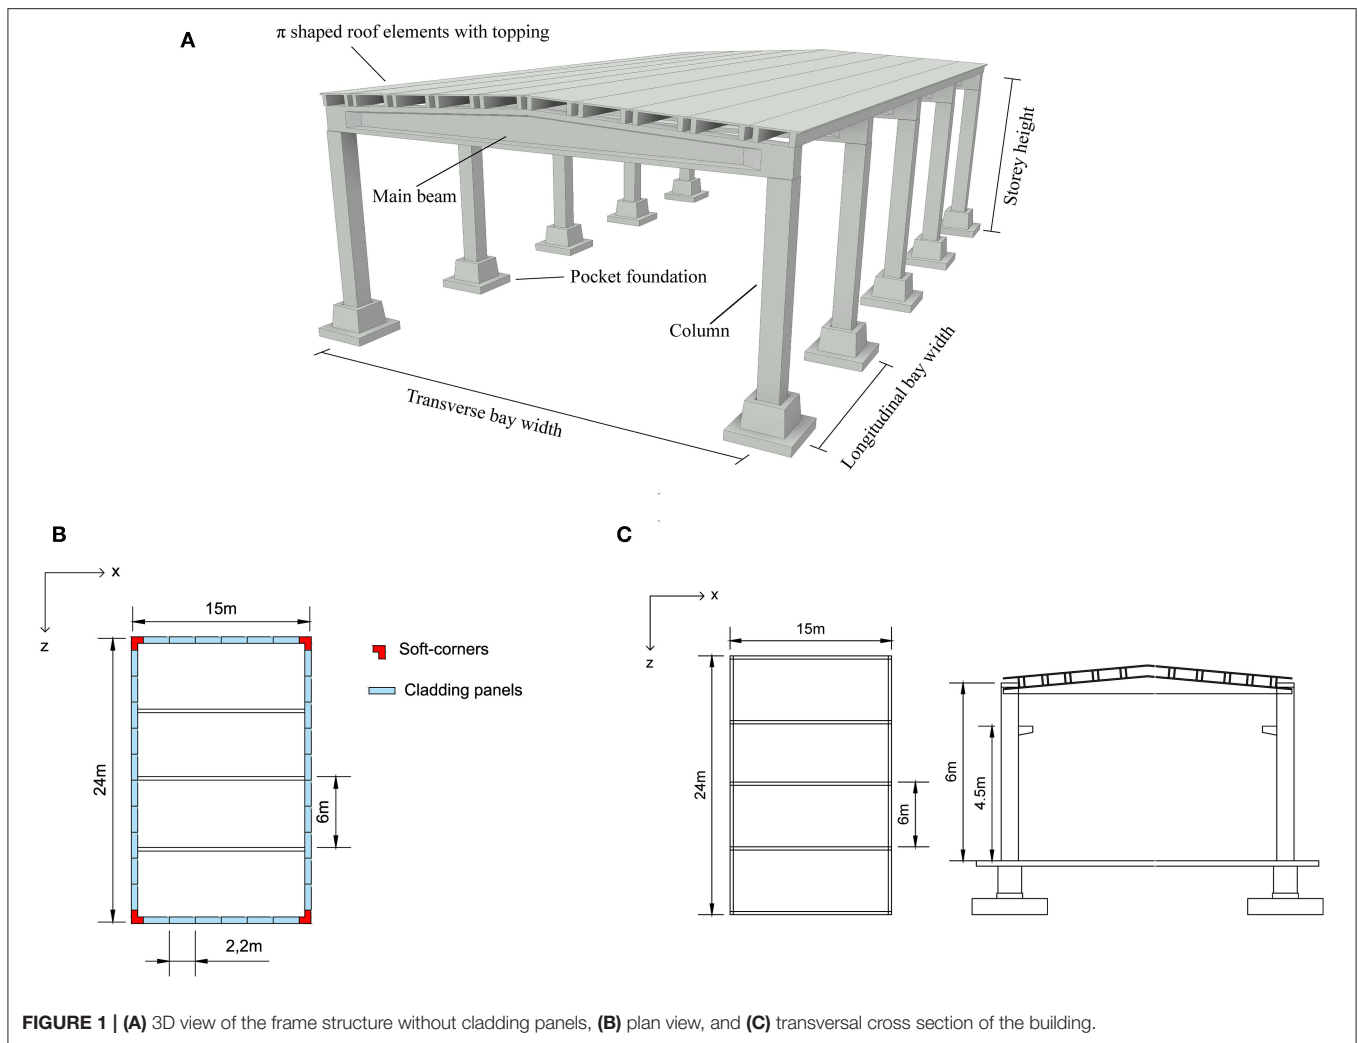 A
π shaped roof elements with topping
Storey height
Main beam
Pocket foundation
Column
Transverse bay width
Longitudinal bay width
B
x
z
15m
24m
6m
2,2m
Soft-corners
Cladding panels
C
x
z
15m
24m
6m
6m
4.5m
FIGURE 1 | (A) 3D view of the frame structure without cladding panels, (B) plan view, and (C) transversal cross section of the building.